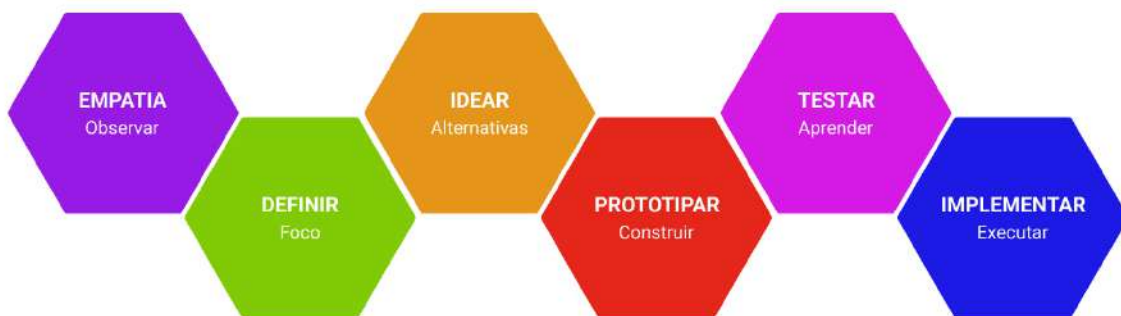 EMPATIA
Observar
DEFINIR
Foco
IDEAR
Alternativas
PROTOTIPAR
Construir
TESTAR
Aprender
IMPLEMENTAR
Executar